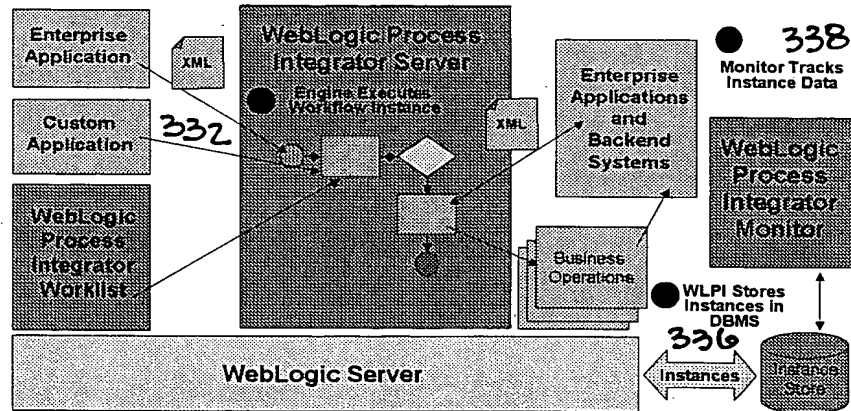 Enterprise
Application
XML
Custom
Application
332
WebLogic
Process
Integrator
Worklist
WebLogic Process
Integrator Server
Engine Executes
Workflow Instance
XML
Enterprise
Applications
and
Backend
Systems
Business
Operations
338
Monitor Tracks
Instance Data
WebLogic
Process
Integrator
Monitor
WLPI Stores
Instances in
DBMS
336
WebLogic Server
Instances
Instance
Store